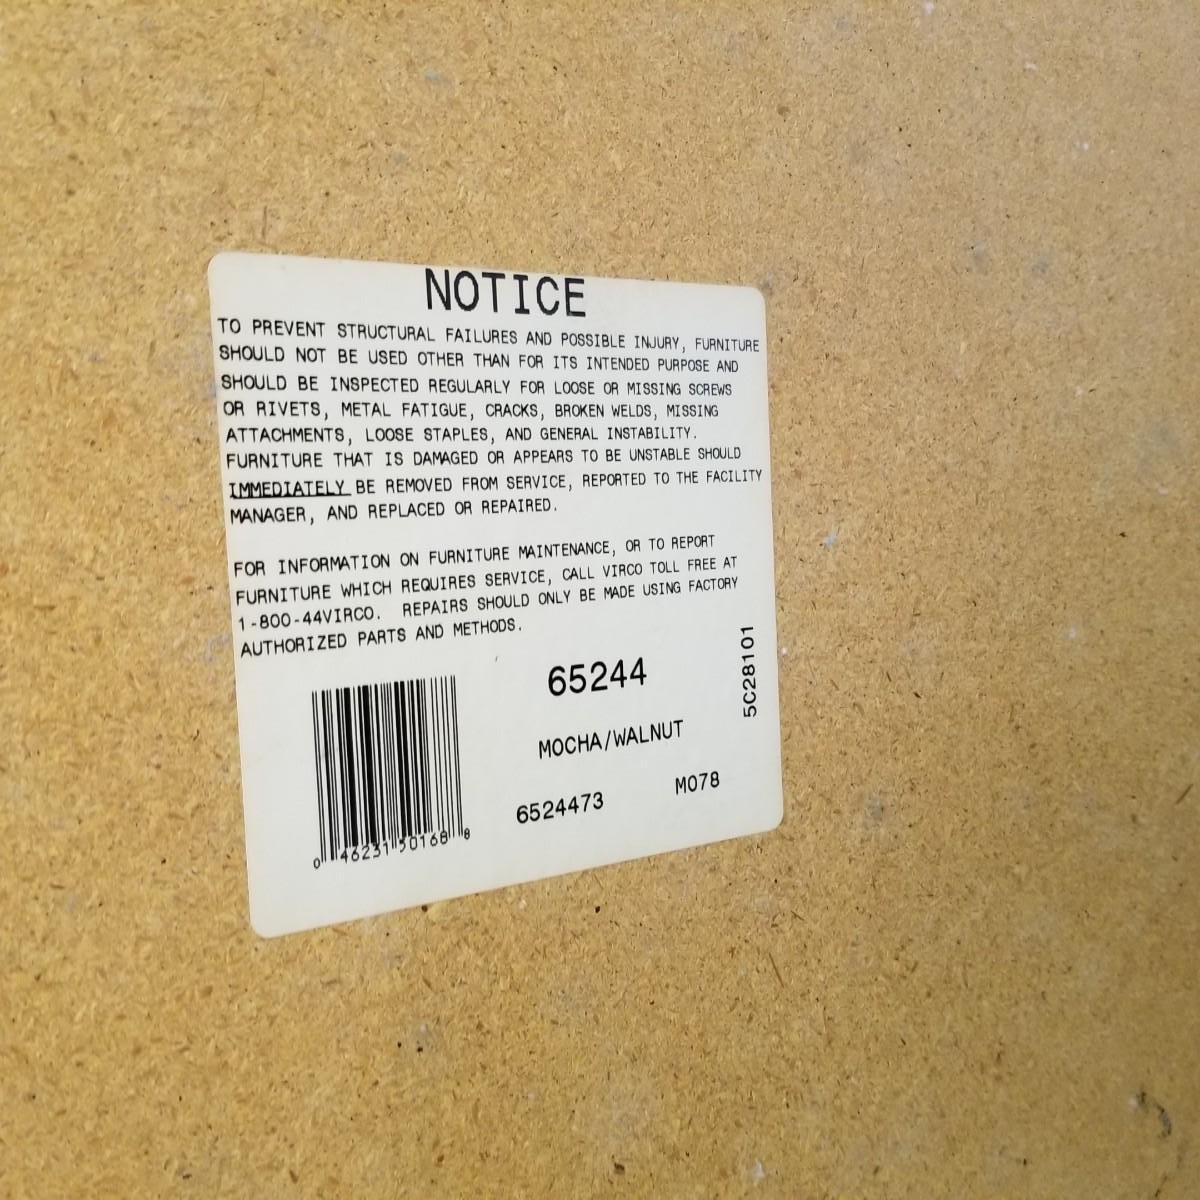 NOTICE
TO PREVENT STRUCTURAL FAILURES AND POSSIBLE INJURY, FURNITURE
SHOULD NOT BE USED OTHER THAN FOR ITS INTENDED PURPOSE AND
SHOULD BE INSPECTED REGULARLY FOR LOOSE OR MISSING SCREWS
OR RIVETS, METAL FATIGUE, CRACKS, BROKEN WELDS, MISSING
ATTACHMENTS, LOOSE STAPLES, AND GENERAL INSTABILITY.
FURNITURE THAT IS DAMAGED OR APPEARS TO BE UNSTABLE SHOULD
IMMEDIATELY BE REMOVED FROM SERVICE, REPORTED TO THE FACILITY
MANAGER, AND REPLACED OR REPAIRED.
FOR INFORMATION ON FURNITURE MAINTENANCE, OR TO REPORT
FURNITURE WHICH REQUIRES SERVICE, CALL VIRCO TOLL FREE AT
1-800-44VIRCO. REPAIRS SHOULD ONLY BE MADE USING FACTORY
AUTHORIZED PARTS AND METHODS.
65244
5C28101
MOCHA/WALNUT
6524473 M078
0 46231 50168 8